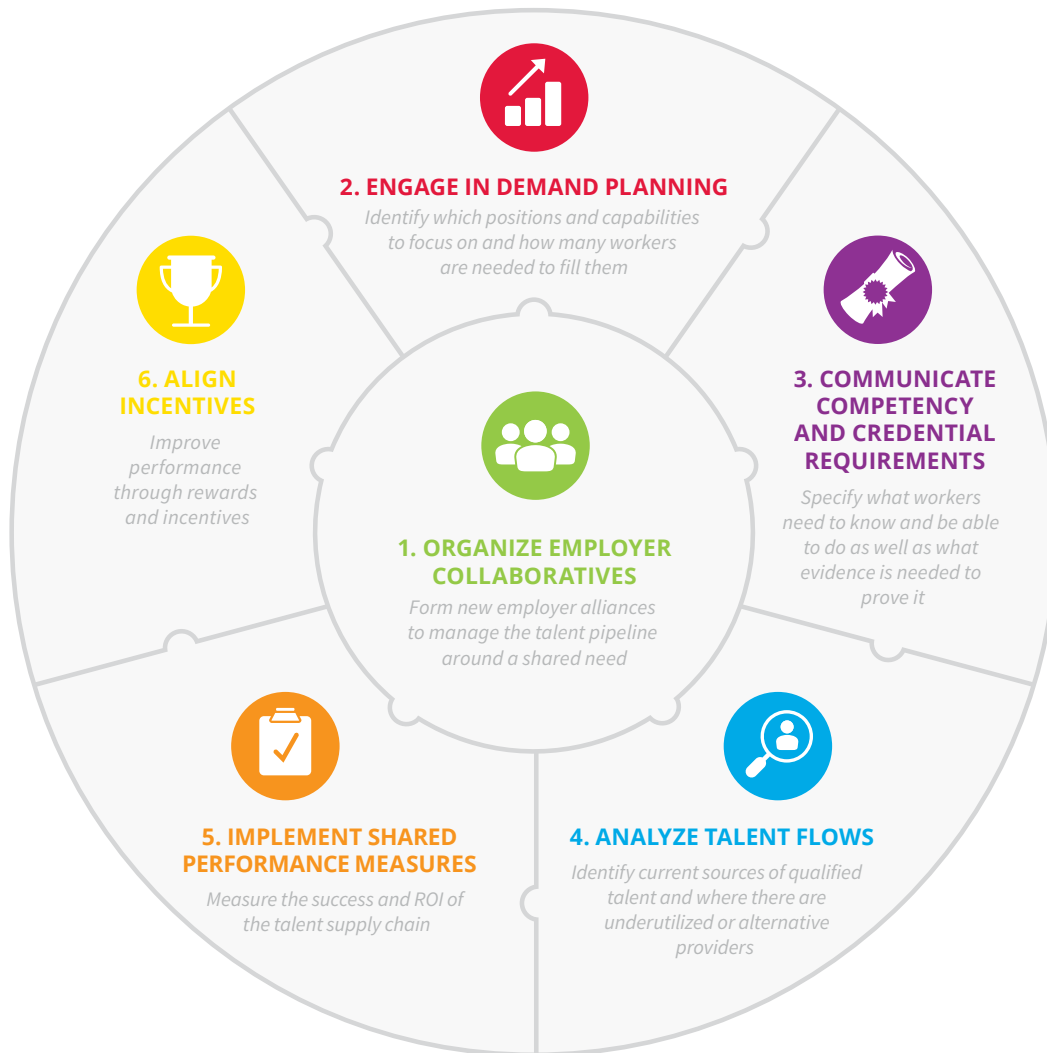 2. ENGAGE IN DEMAND PLANNING
Identify which positions and capabilities
to focus on and how many workers
are needed to fill them
6. ALIGN
INCENTIVES
Improve
performance
through rewards
and incentives
3. COMMUNICATE
COMPETENCY
AND CREDENTIAL
REQUIREMENTS
Specify what workers
need to know and be able
to do as well as what
evidence is needed to
prove it
1. ORGANIZE EMPLOYER
COLLABORATIVES
Form new employer alliances
to manage the talent pipeline
around a shared need
5. IMPLEMENT SHARED
PERFORMANCE MEASURES
Measure the success and ROI of
the talent supply chain
4. ANALYZE TALENT FLOWS
Identify current sources of qualified
talent and where there are
underutilized or alternative
providers